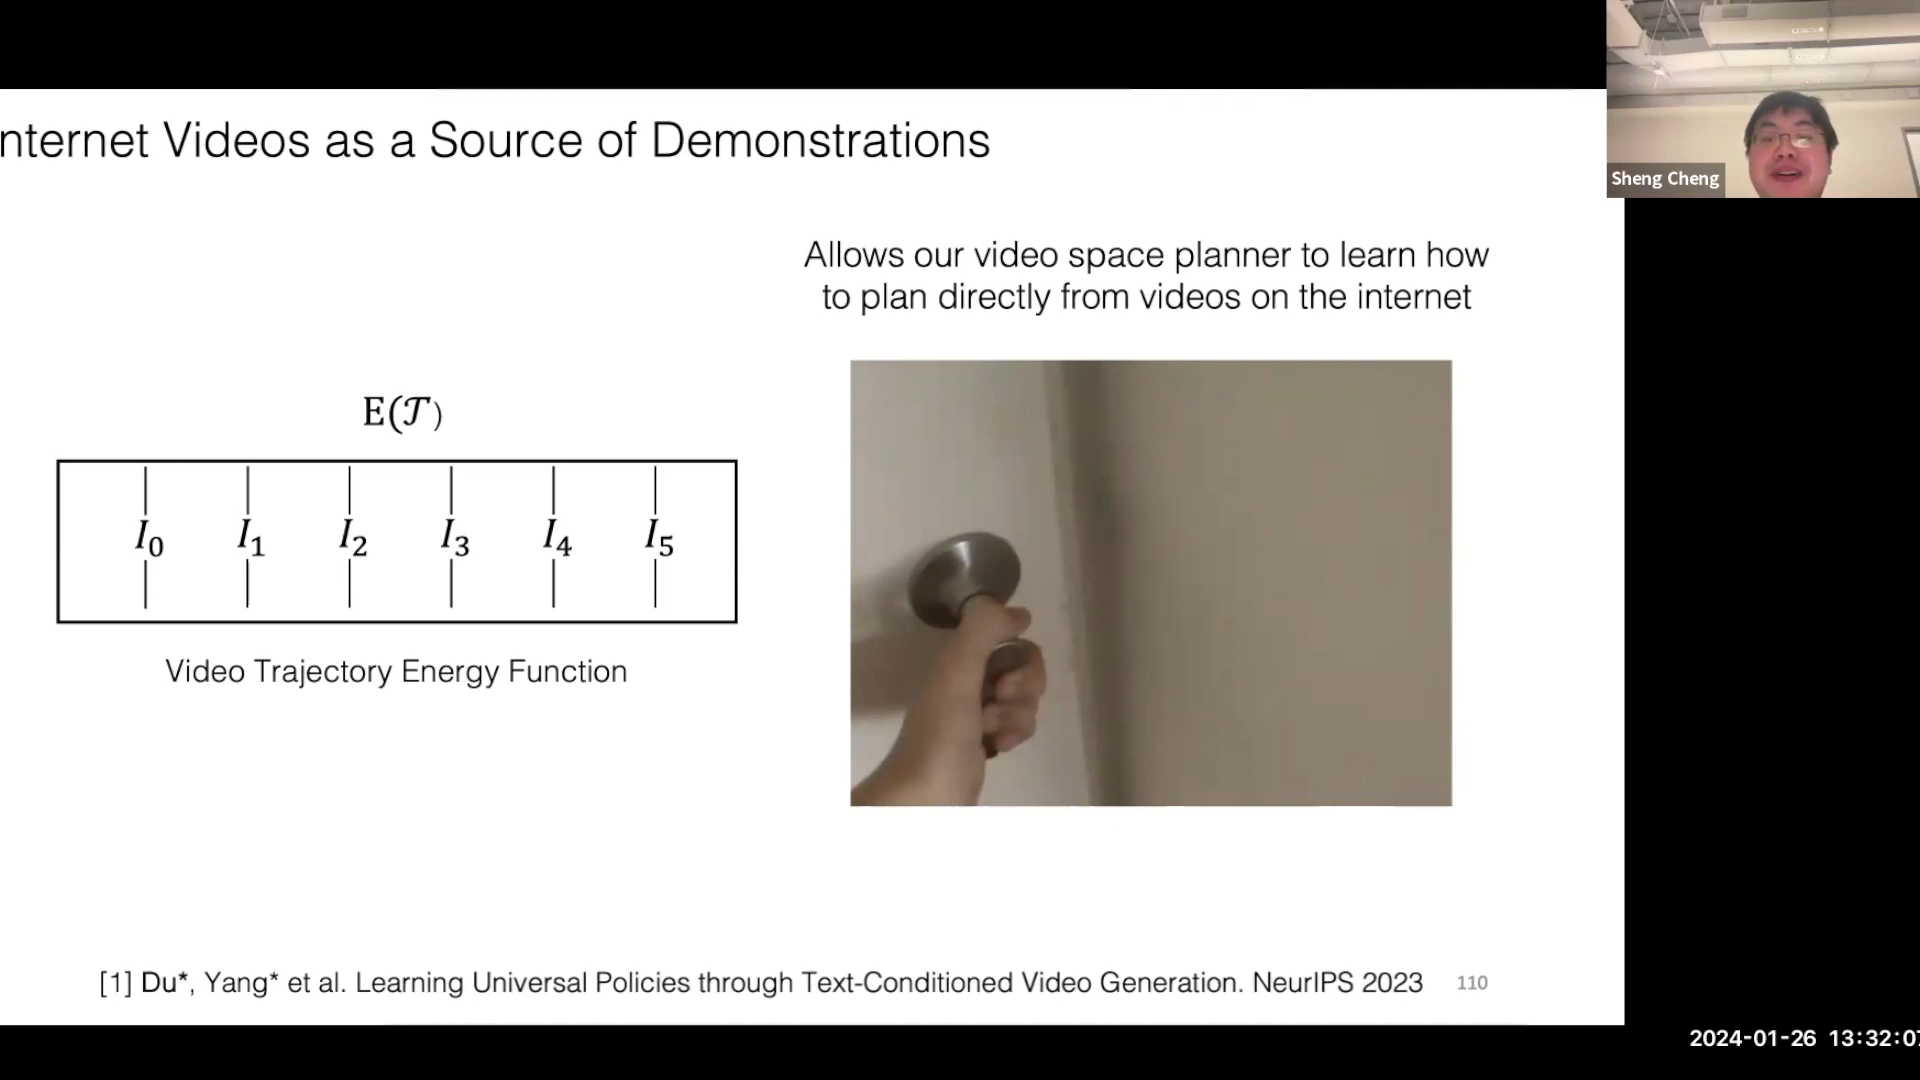 nternet Videos as a Source of Demonstrations
Sheng Cheng
Allows our video space planner to learn how
to plan directly from videos on the internet
E(𝒯)
I₀ I₁ I₂ I₃ I₄ I₅
Video Trajectory Energy Function
[1] Du*, Yang* et al. Learning Universal Policies through Text-Conditioned Video Generation. NeurIPS 2023
110
2024-01-26 13:32:07